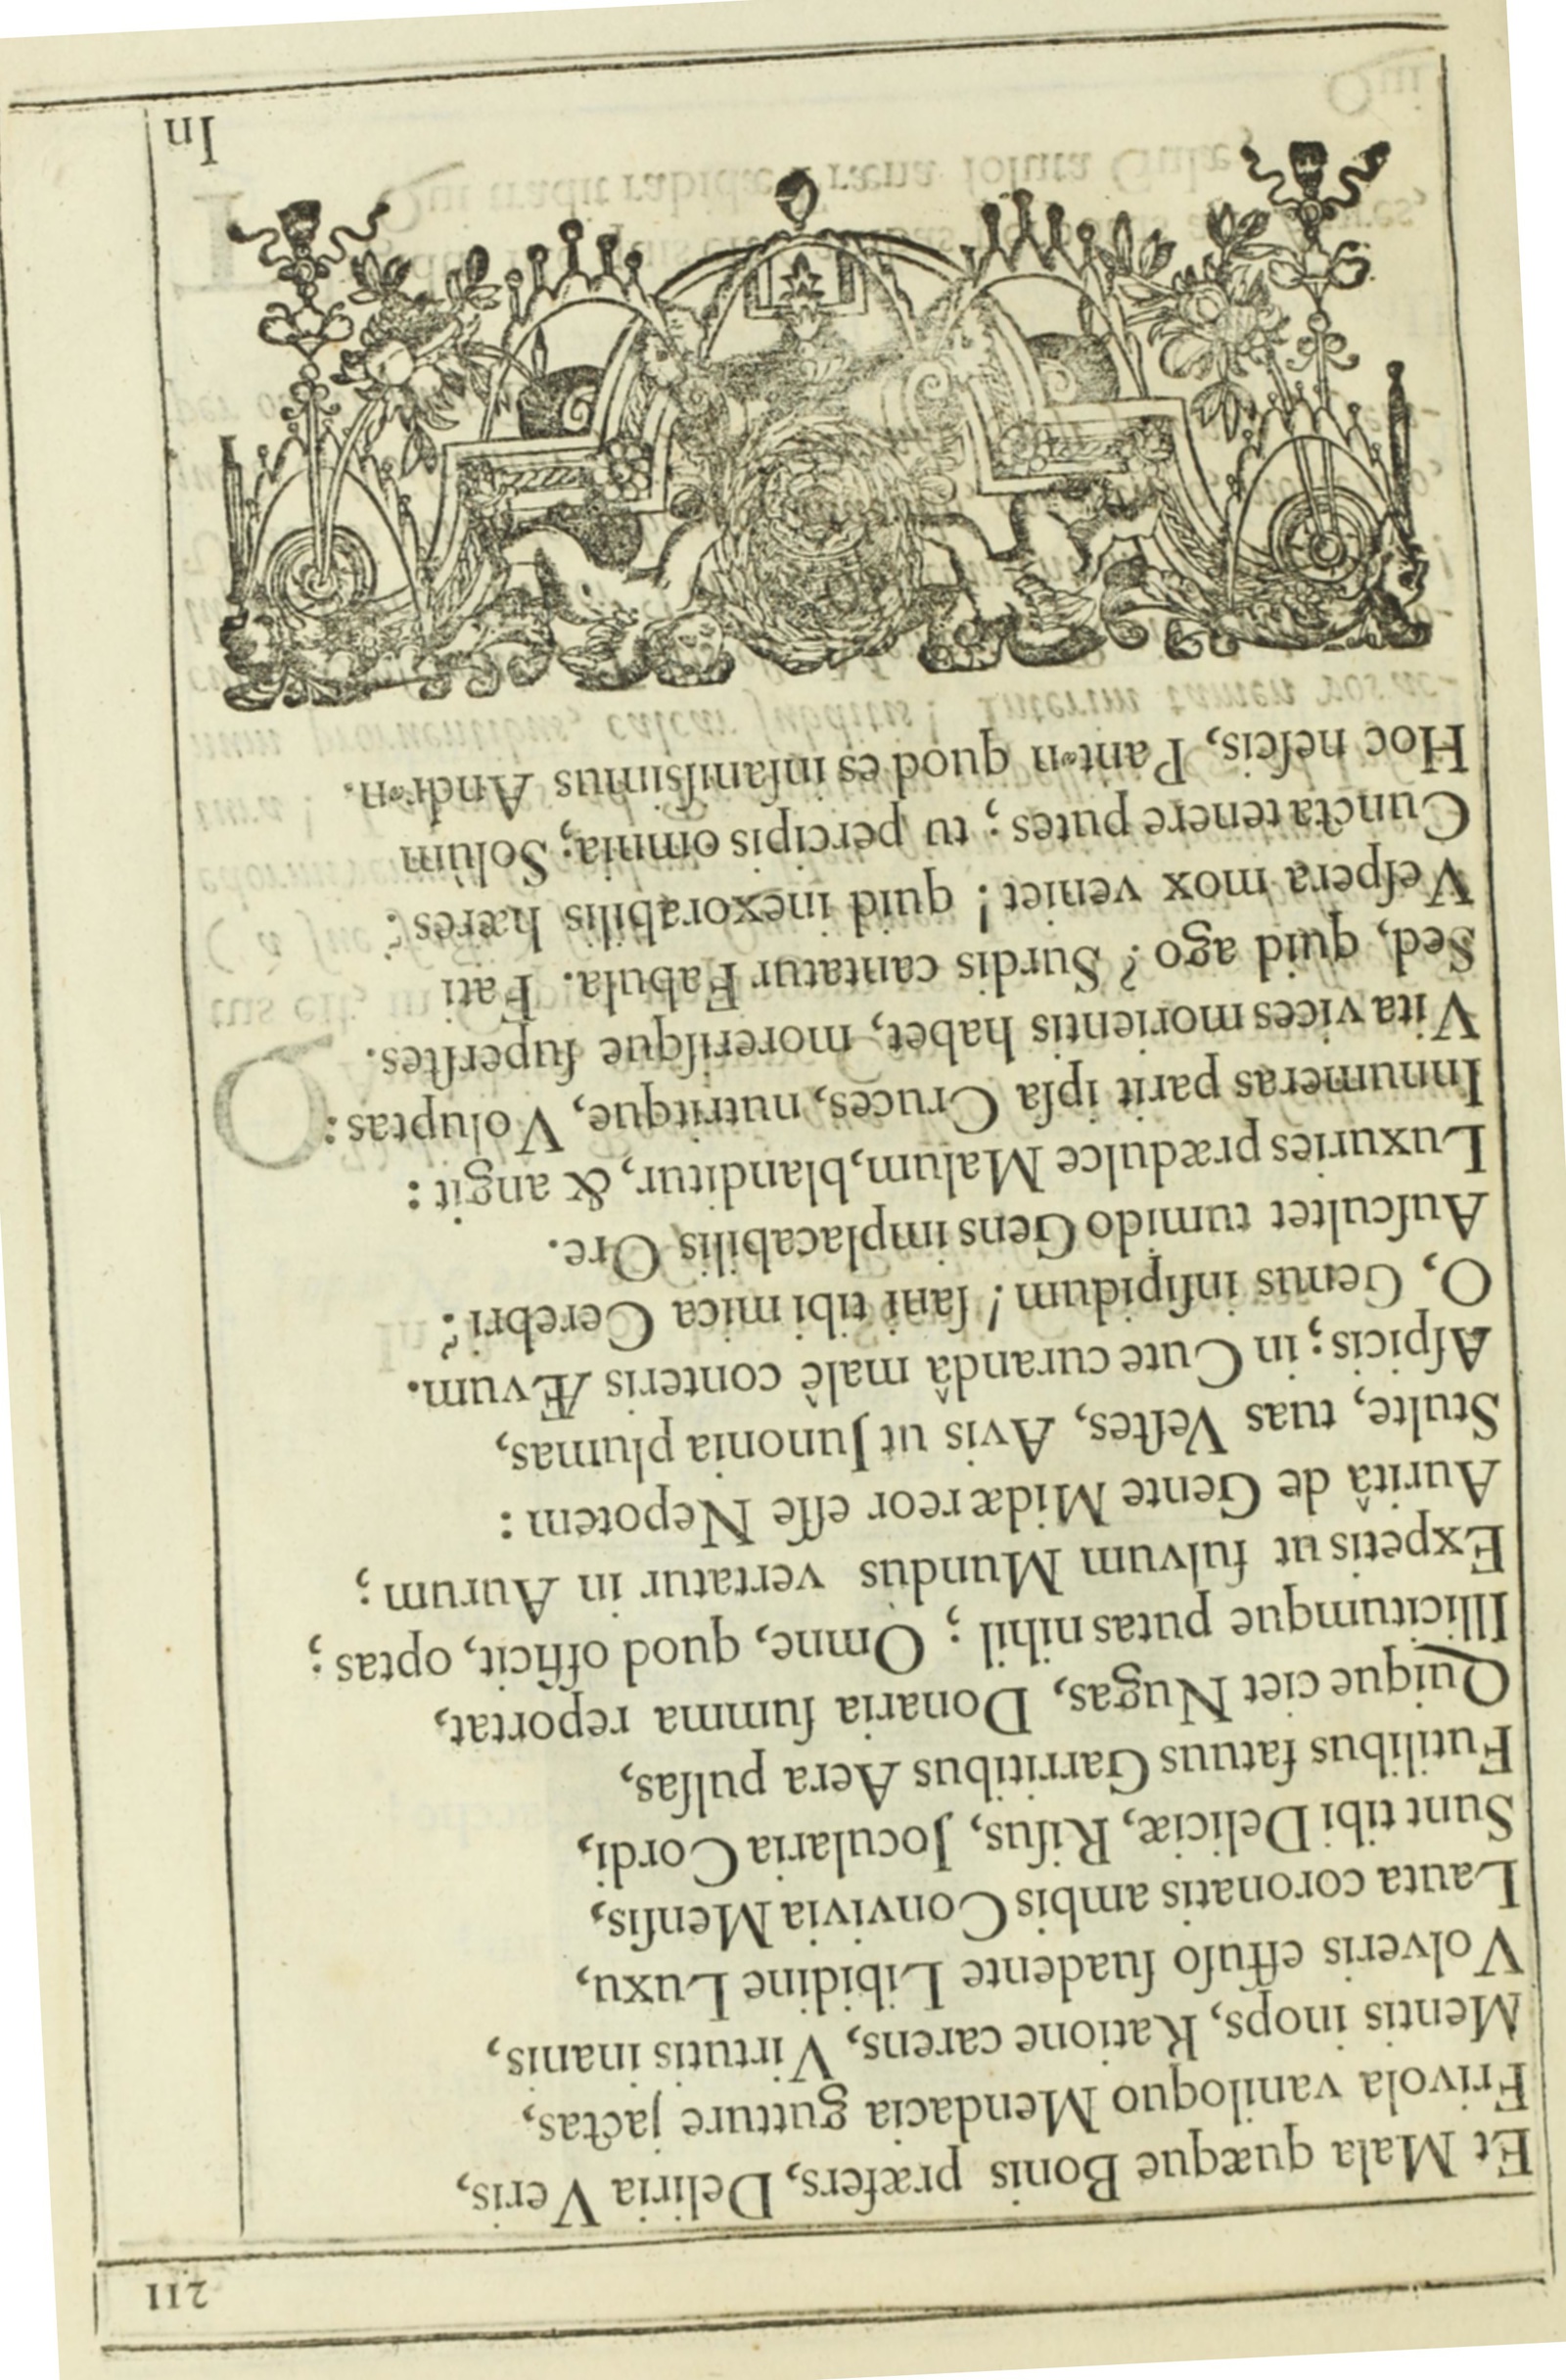 211
Et Mala quæque Bonis præfers, Deliria Veris,
Frivola vaniloquo Mendacia gutture jactas,
Mentis inops, Ratione carens, Virtutis inanis,
Volveris effuſo ſuadente Libidine Luxu,
Lauta coronatis ambis Convivia Menſis,
Sunt tibi Deliciæ, Riſus, Jocularia Cordi,
Futilibus fatuus Garritibus Aera pulſas,
Quique ciet Nugas, Donaria ſumma reportat,
Illicitumque putas nihil; Omne, quod officit, optas;
Expetis ut fulvum Mundus vertatur in Aurum;
Auritâ de Gente Midæ reor eſſe Nepotem:
Stulte, tuas Veſtes, Avis ut Junonia plumas,
Aſpicis; in Cute curandâ malè conteris Ævum.
O, Genus inſipidum! ſani tibi mica Cerebri?
Auſcultet tumido Gens implacabilis Ore.
Luxuries prædulce Malum, blanditur, & angit:
Innumeras parit ipſa Cruces, nutritque, Voluptas:
Vita vices morientis habet, moreriſque ſuperſtes.
Sed, quid ago? Surdis cantatur Fabula. Fati
Veſpera mox veniet! quid inexorabilis hæres?
Cuncta tenere putes; tu percipis omnia; Solùm
Hoc neſcis, Pantωn quod es infamiſsimus Andrωn.
In